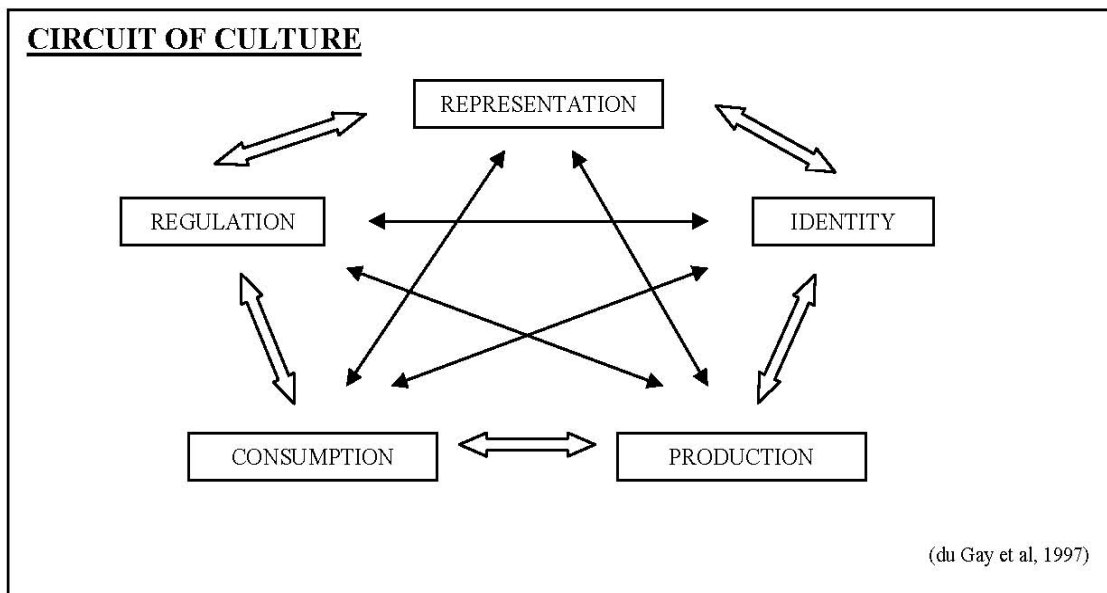 CIRCUIT OF CULTURE
REPRESENTATION
REGULATION
IDENTITY
CONSUMPTION
PRODUCTION
(du Gay et al, 1997)